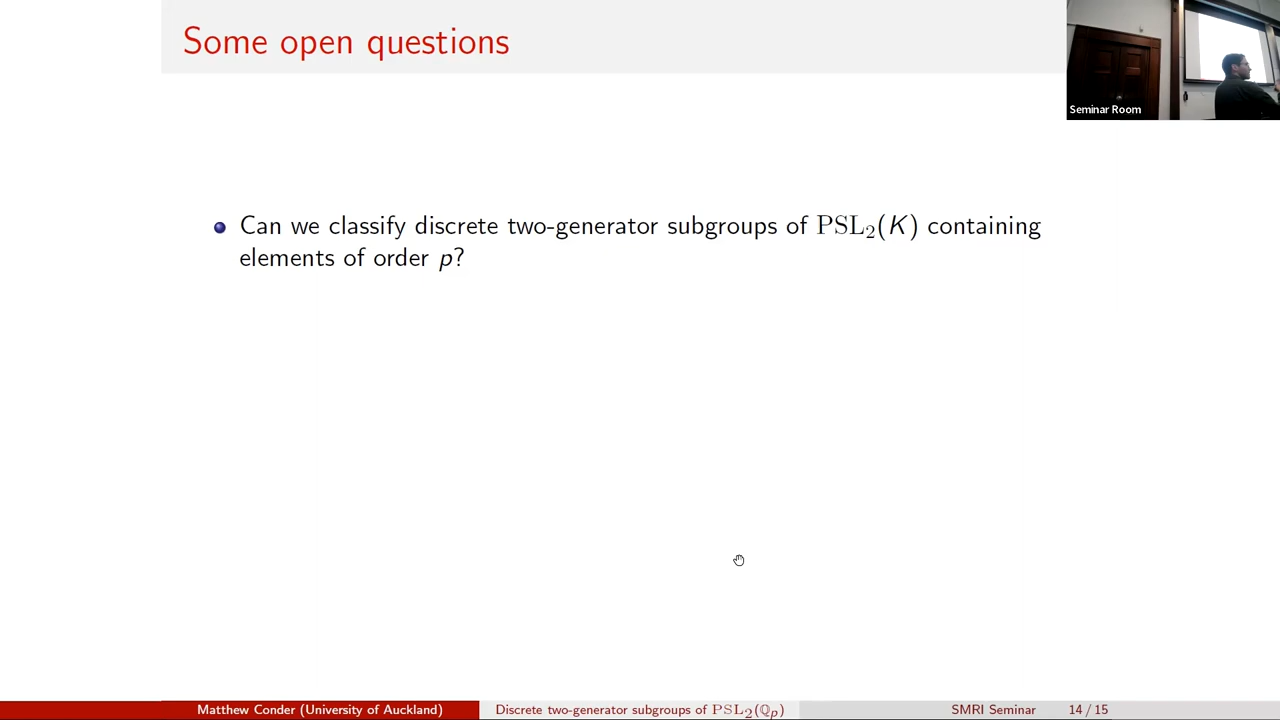 Some open questions
Seminar Room
Can we classify discrete two-generator subgroups of PSL₂(K) containing
elements of order p?
Matthew Conder (University of Auckland)
Discrete two-generator subgroups of PSL₂(ℚₚ)
SMRI Seminar
14 / 15